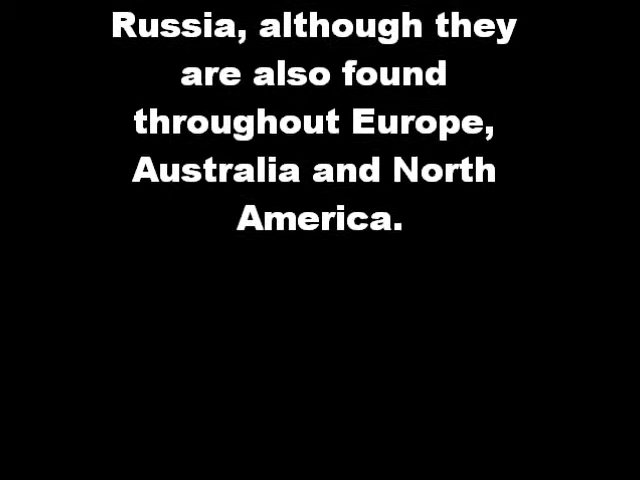 Russia, although they
are also found
throughout Europe,
Australia and North
America.